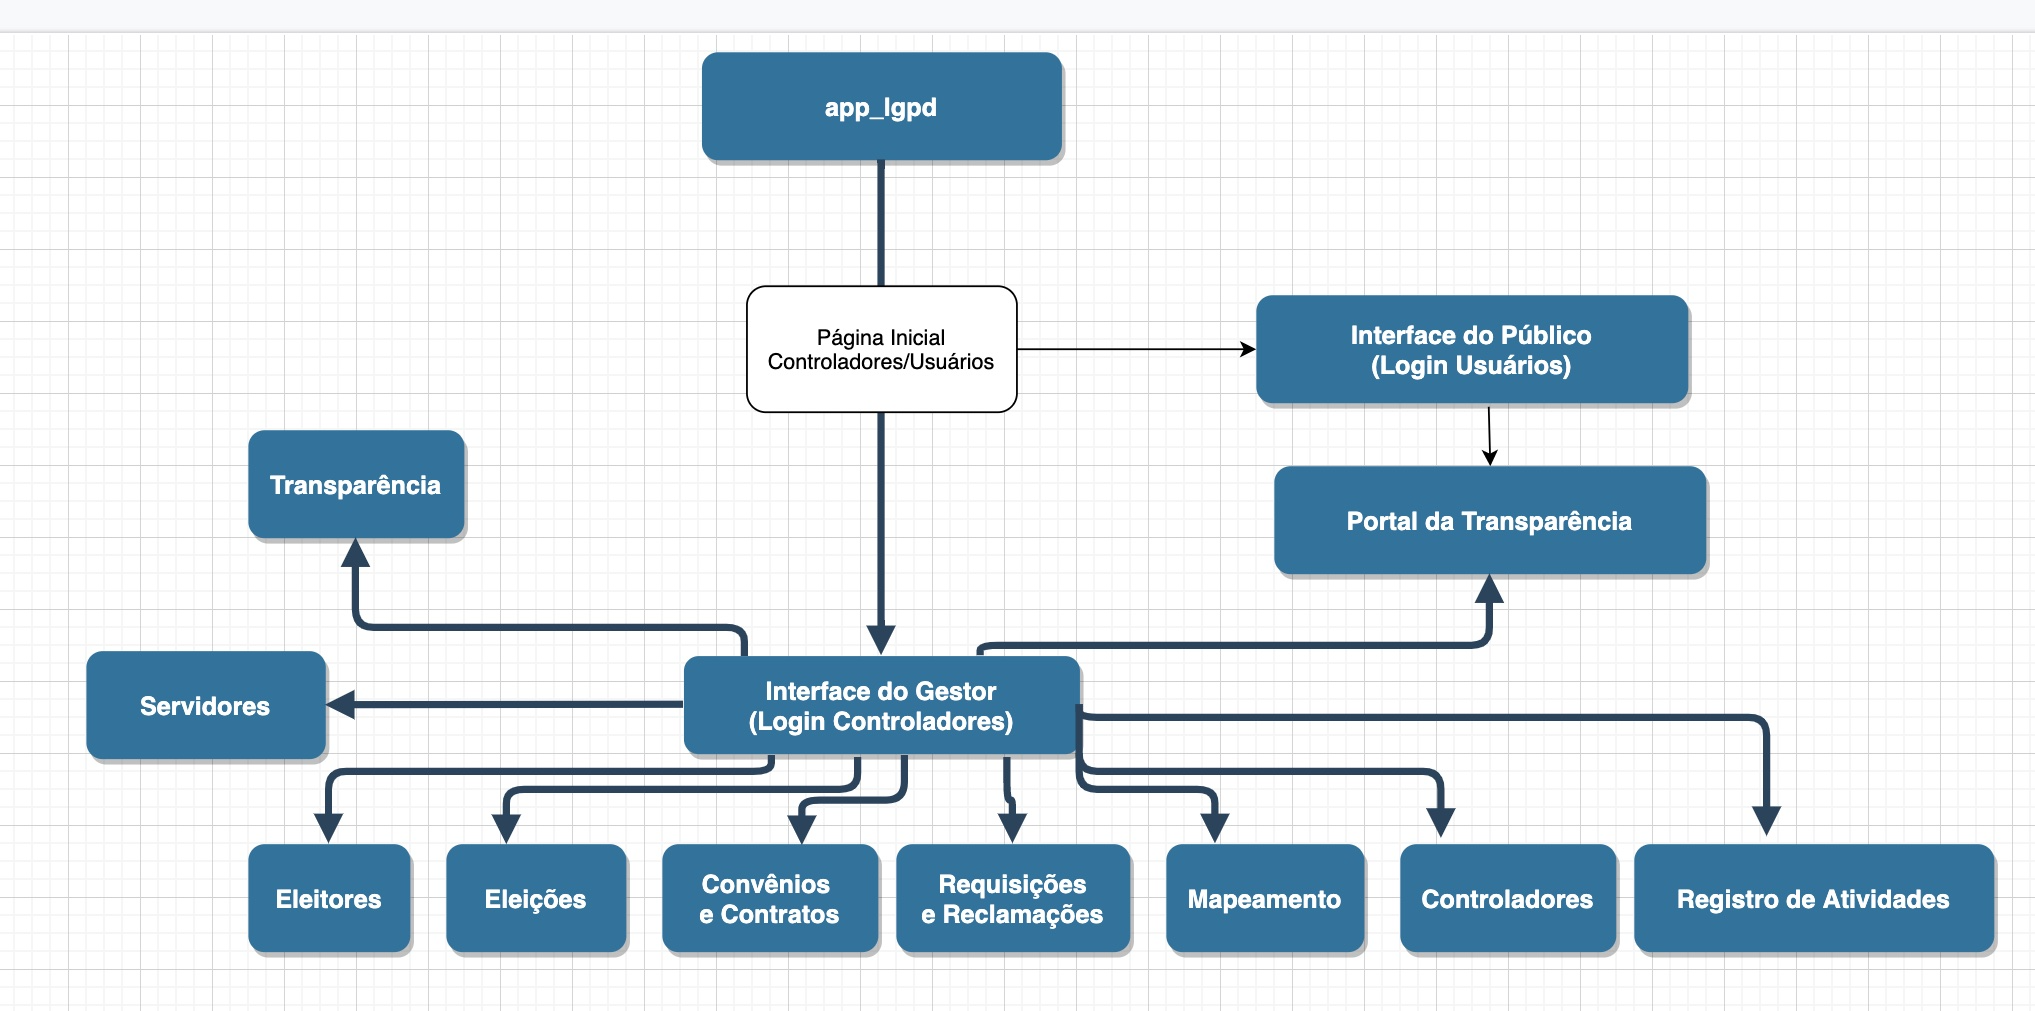 app_lgpd
Página Inicial
Controladores/Usuários
Interface do Público
(Login Usuários)
Transparência
Portal da Transparência
Servidores
Interface do Gestor
(Login Controladores)
Eleitores
Eleições
Convênios
e Contratos
Requisições
e Reclamações
Mapeamento
Controladores
Registro de Atividades